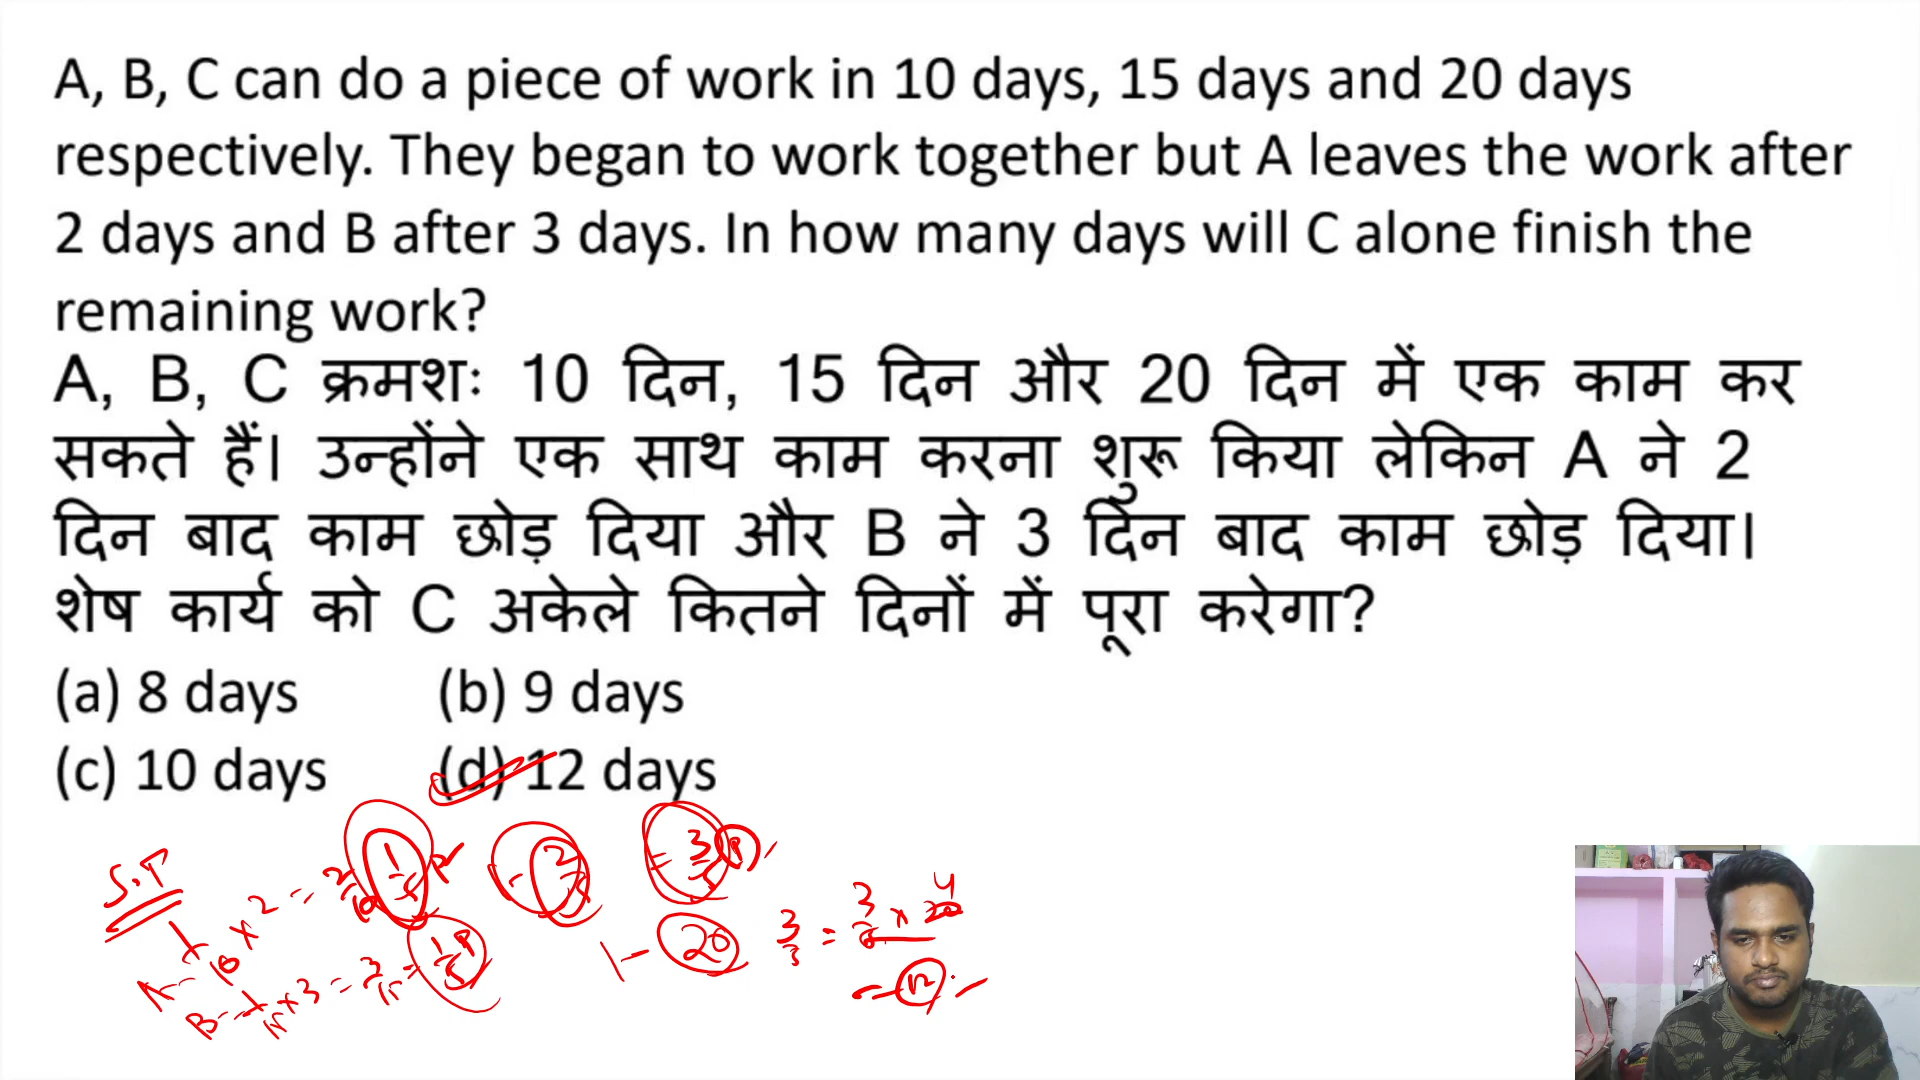 A, B, C can do a piece of work in 10 days, 15 days and 20 days
respectively. They began to work together but A leaves the work after
2 days and B after 3 days. In how many days will C alone finish the
remaining work?
A, B, C क्रमशः 10 दिन, 15 दिन और 20 दिन में एक काम कर
सकते हैं। उन्होंने एक साथ काम करना शुरू किया लेकिन A ने 2
दिन बाद काम छोड़ दिया और B ने 3 दिन बाद काम छोड़ दिया।
शेष कार्य को C अकेले कितने दिनों में पूरा करेगा?
(a) 8 days (b) 9 days
(c) 10 days (d) 12 days